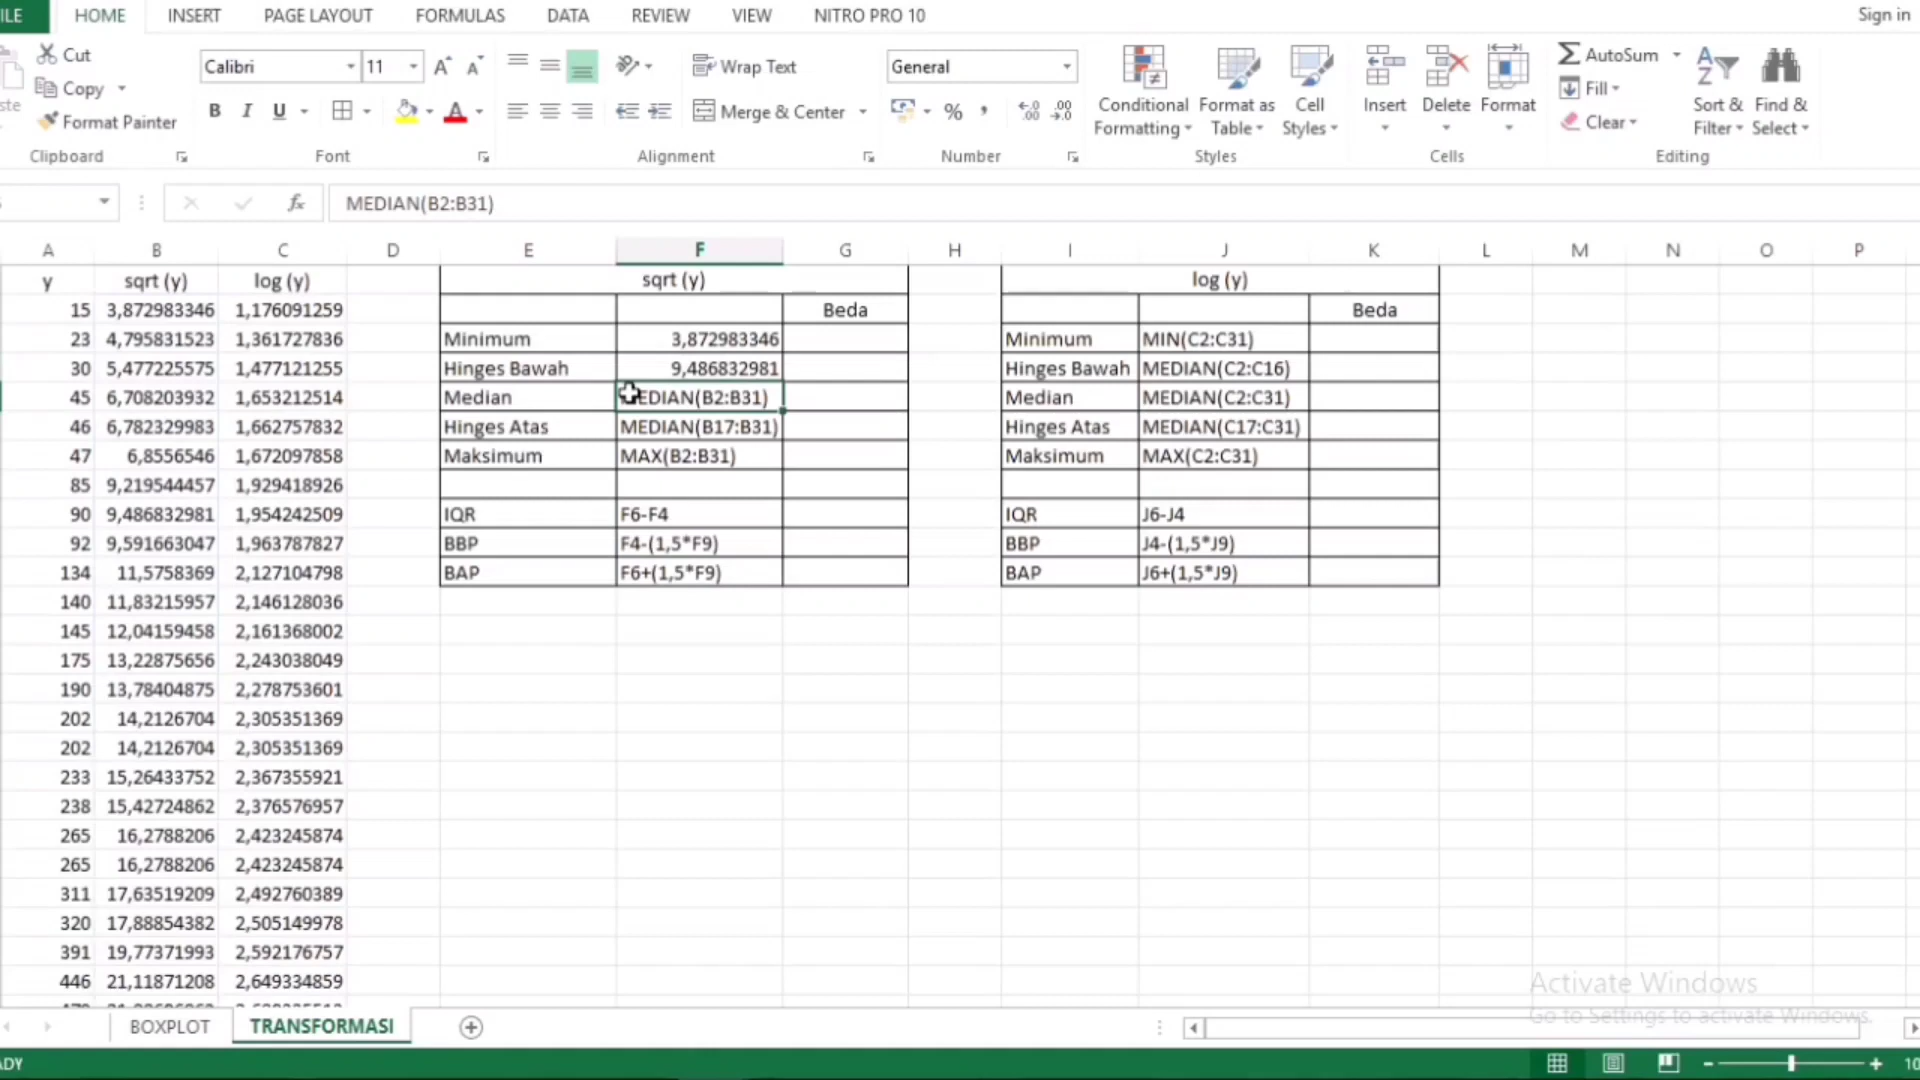 ILE HOME INSERT PAGE LAYOUT FORMULAS DATA REVIEW VIEW NITRO PRO 10 Sign in
Cut
Copy
Format Painter
Clipboard
Calibri 11
B I U A
Font
Wrap Text
Merge & Center
Alignment
General
%
Number
Conditional Formatting
Format as Table
Cell Styles
Styles
Insert
Delete
Format
Cells
AutoSum
Fill
Clear
Sort & Filter
Find & Select
Editing
fx MEDIAN(B2:B31)
A B C D E F G H I J K L M N O P
y sqrt (y) log (y) sqrt (y) log (y)
15 3,872983346 1,176091259 Beda Beda
23 4,795831523 1,361727836 Minimum 3,872983346 Minimum MIN(C2:C31)
30 5,477225575 1,477121255 Hinges Bawah 9,486832981 Hinges Bawah MEDIAN(C2:C16)
45 6,708203932 1,653212514 Median MEDIAN(B2:B31) Median MEDIAN(C2:C31)
46 6,782329983 1,662757832 Hinges Atas MEDIAN(B17:B31) Hinges Atas MEDIAN(C17:C31)
47 6,8556546 1,672097858 Maksimum MAX(B2:B31) Maksimum MAX(C2:C31)
85 9,219544457 1,929418926
90 9,486832981 1,954242509 IQR F6-F4 IQR J6-J4
92 9,591663047 1,963787827 BBP F4-(1,5*F9) BBP J4-(1,5*J9)
134 11,5758369 2,127104798 BAP F6+(1,5*F9) BAP J6+(1,5*J9)
140 11,83215957 2,146128036
145 12,04159458 2,161368002
175 13,22875656 2,243038049
190 13,78404875 2,278753601
202 14,2126704 2,305351369
202 14,2126704 2,305351369
233 15,26433752 2,367355921
238 15,42724862 2,376576957
265 16,2788206 2,423245874
265 16,2788206 2,423245874
311 17,63519209 2,492760389
320 17,88854382 2,505149978
391 19,77371993 2,592176757
446 21,11871208 2,649334859
Activate Windows
Go to Settings to activate Windows.
BOXPLOT TRANSFORMASI
ADY 10